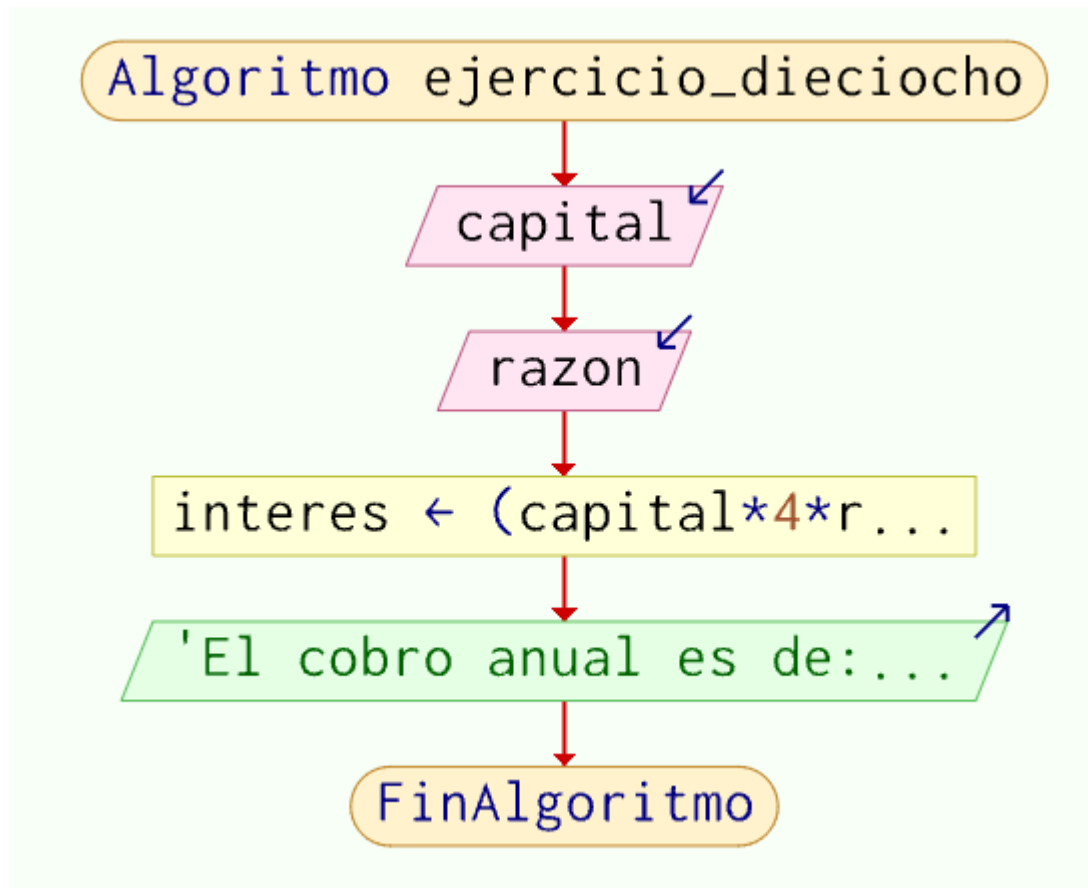 Algoritmo ejercicio_dieciocho
capital
razon
interes ← (capital*4*r...
'El cobro anual es de:...
FinAlgoritmo